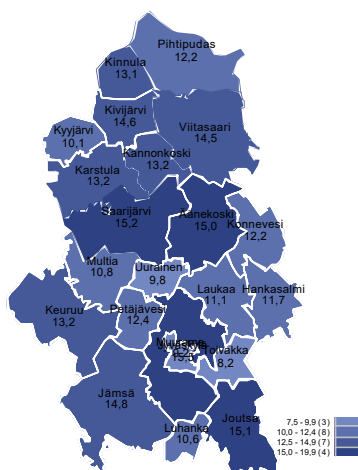 Pihtipudas
12,2
Kinnula
13,1
Kivijärvi
14,6
Viitasaari
14,5
Kyyjärvi
10,1
Kannonkoski
13,2
Karstula
13,2
Saarijärvi
15,2
Äänekoski
15,0
Konnevesi
12,2
Multia
10,8
Uurainen
9,8
Laukaa
11,1
Hankasalmi
11,7
Keuruu
13,2
Petäjävesi
12,4
Toivakka
8,2
Jämsä
14,8
Joutsa
15,1
Luhanka
10,6
7,5 - 9,9 (3)
10,0 - 12,4 (8)
12,5 - 14,9 (7)
15,0 - 19,9 (4)